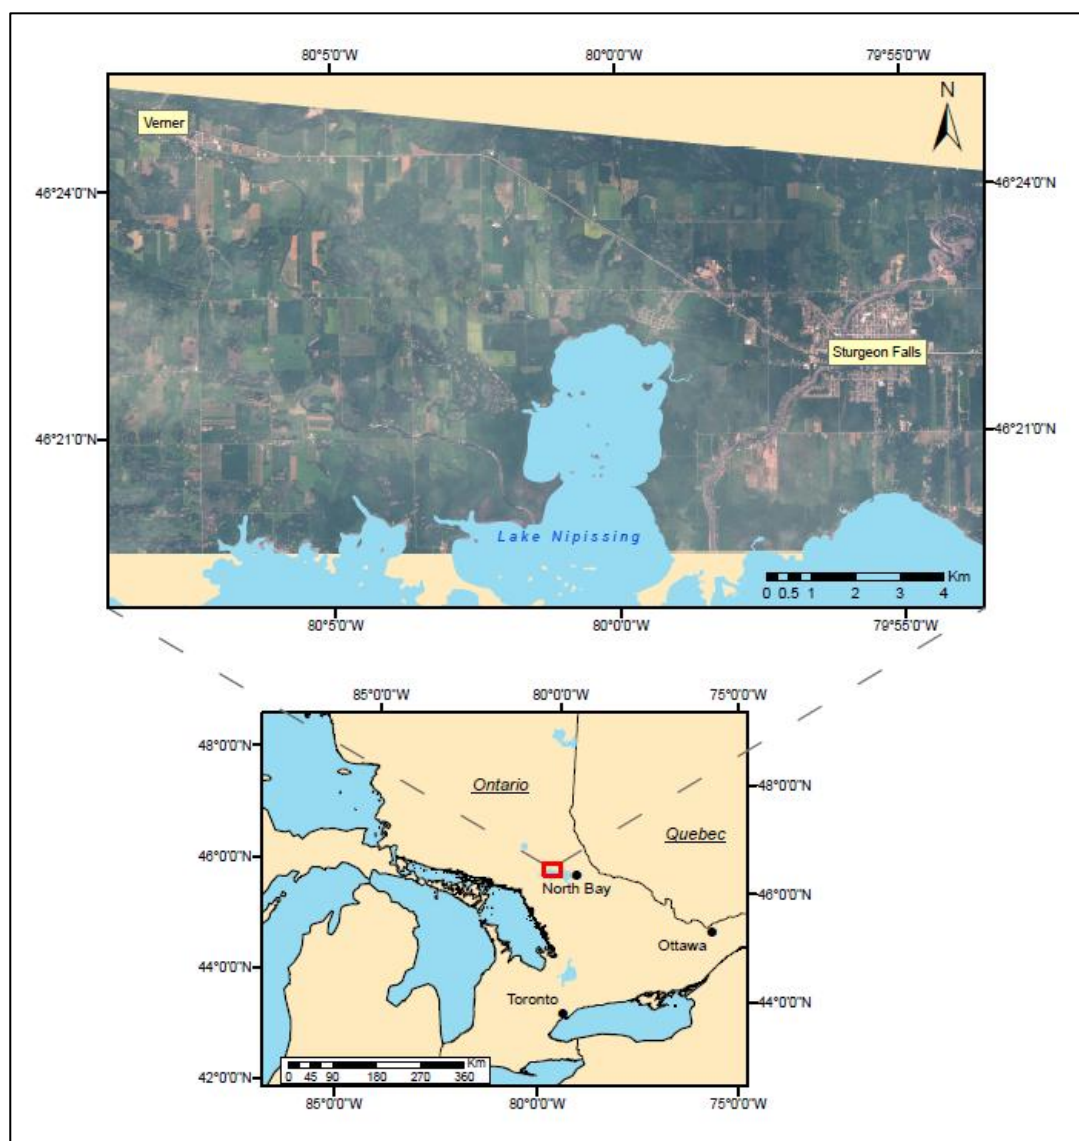 80°5'0"W 80°0'0"W 79°55'0"W
N
Verner
46°24'0"N 46°24'0"N
Sturgeon Falls
46°21'0"N 46°21'0"N
Lake Nipissing
Km
0 0.5 1 2 3 4
80°5'0"W 80°0'0"W 79°55'0"W
85°0'0"W 80°0'0"W 75°0'0"W
48°0'0"N
Ontario 48°0'0"N
Quebec
46°0'0"N
North Bay 46°0'0"N
Ottawa
44°0'0"N
Toronto 44°0'0"N
Km
0 45 90 180 270 360
42°0'0"N
85°0'0"W 80°0'0"W 75°0'0"W